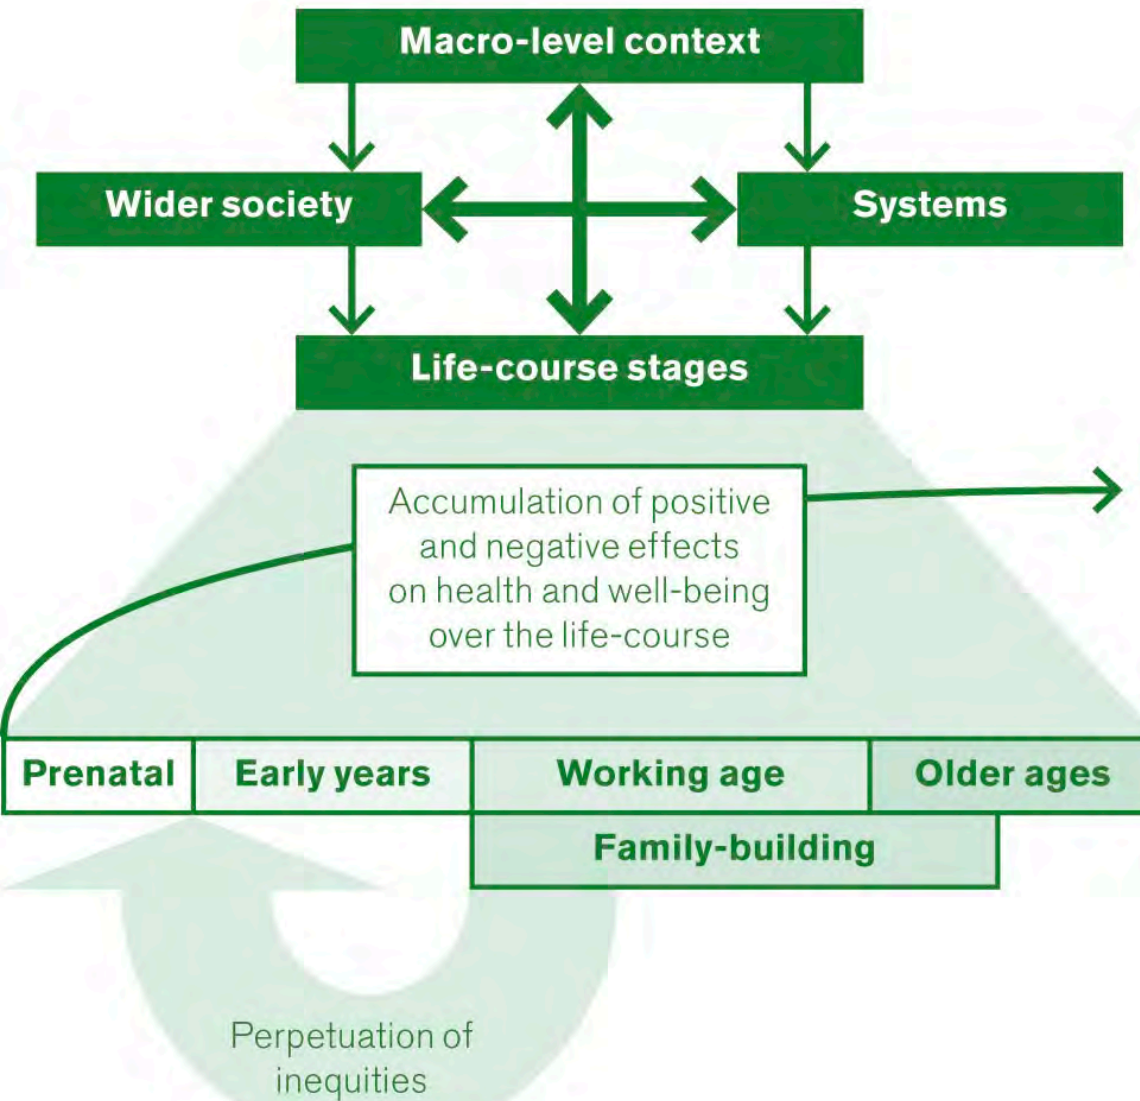 Macro-level context
Wider society
Systems
Life-course stages
Accumulation of positive
and negative effects
on health and well-being
over the life-course
Prenatal
Early years
Working age
Older ages
Family-building
Perpetuation of
inequities